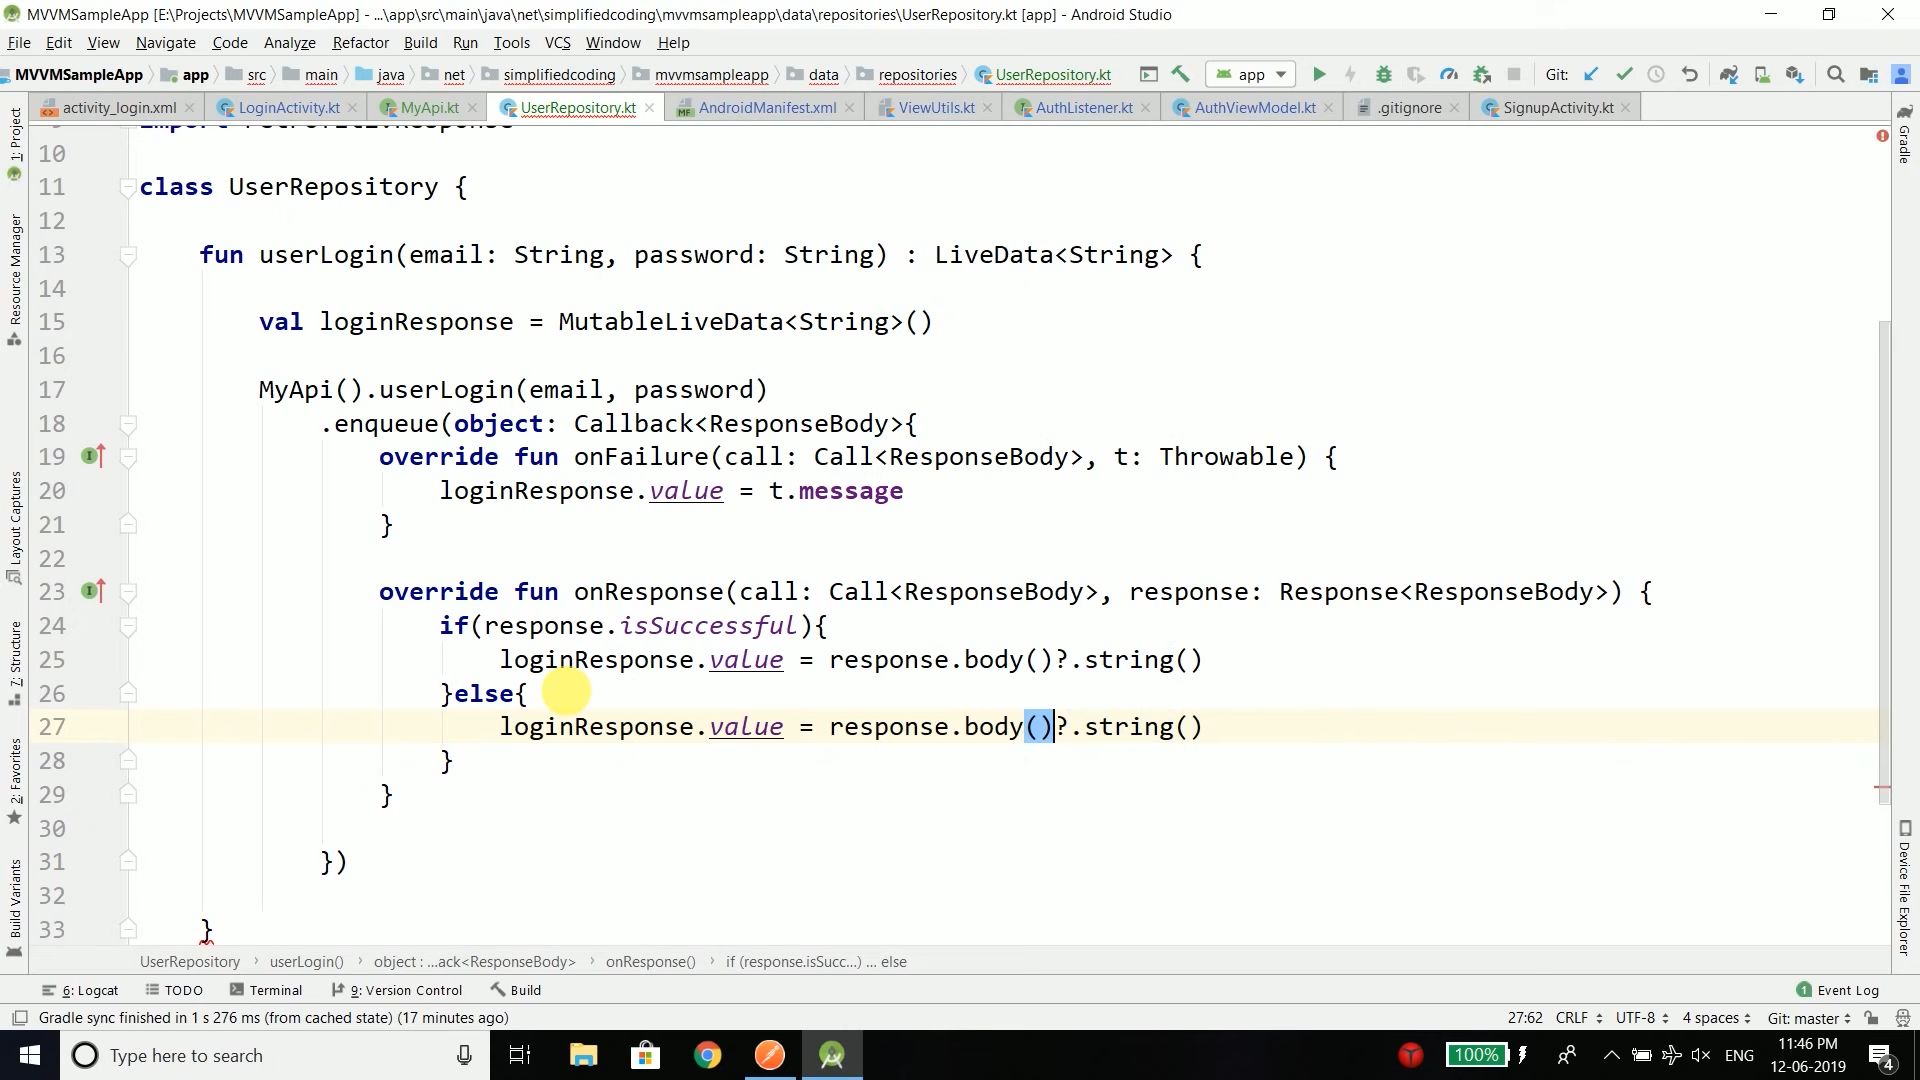 MVVMSampleApp [E:\Projects\MVVMSampleApp] - ...\app\src\main\java\net\simplifiedcoding\mvvmsampleapp\data\repositories\UserRepository.kt [app] - Android Studio
File Edit View Navigate Code Analyze Refactor Build Run Tools VCS Window Help
MVVMSampleApp app src main java net simplifiedcoding mvvmsampleapp data repositories UserRepository.kt app Git:
activity_login.xml LoginActivity.kt MyApi.kt UserRepository.kt AndroidManifest.xml ViewUtils.kt AuthListener.kt AuthViewModel.kt .gitignore SignupActivity.kt
10
11 class UserRepository {
12
13 fun userLogin(email: String, password: String) : LiveData<String> {
14
15 val loginResponse = MutableLiveData<String>()
16
17 MyApi().userLogin(email, password)
18 .enqueue(object: Callback<ResponseBody>{
19 override fun onFailure(call: Call<ResponseBody>, t: Throwable) {
20 loginResponse.value = t.message
21 }
22
23 override fun onResponse(call: Call<ResponseBody>, response: Response<ResponseBody>) {
24 if(response.isSuccessful){
25 loginResponse.value = response.body()?.string()
26 }else{
27 loginResponse.value = response.body()?.string()
28 }
29 }
30
31 })
32
33 }
1: Project
Resource Manager
Layout Captures
7: Structure
2: Favorites
Build Variants
Gradle
Device File Explorer
UserRepository userLogin() object : ...ack<ResponseBody> onResponse() if (response.isSucc...) ... else
6: Logcat TODO Terminal 9: Version Control Build 1 Event Log
Gradle sync finished in 1 s 276 ms (from cached state) (17 minutes ago) 27:62 CRLF UTF-8 4 spaces Git: master
Type here to search 100% ENG 11:46 PM
12-06-2019 4